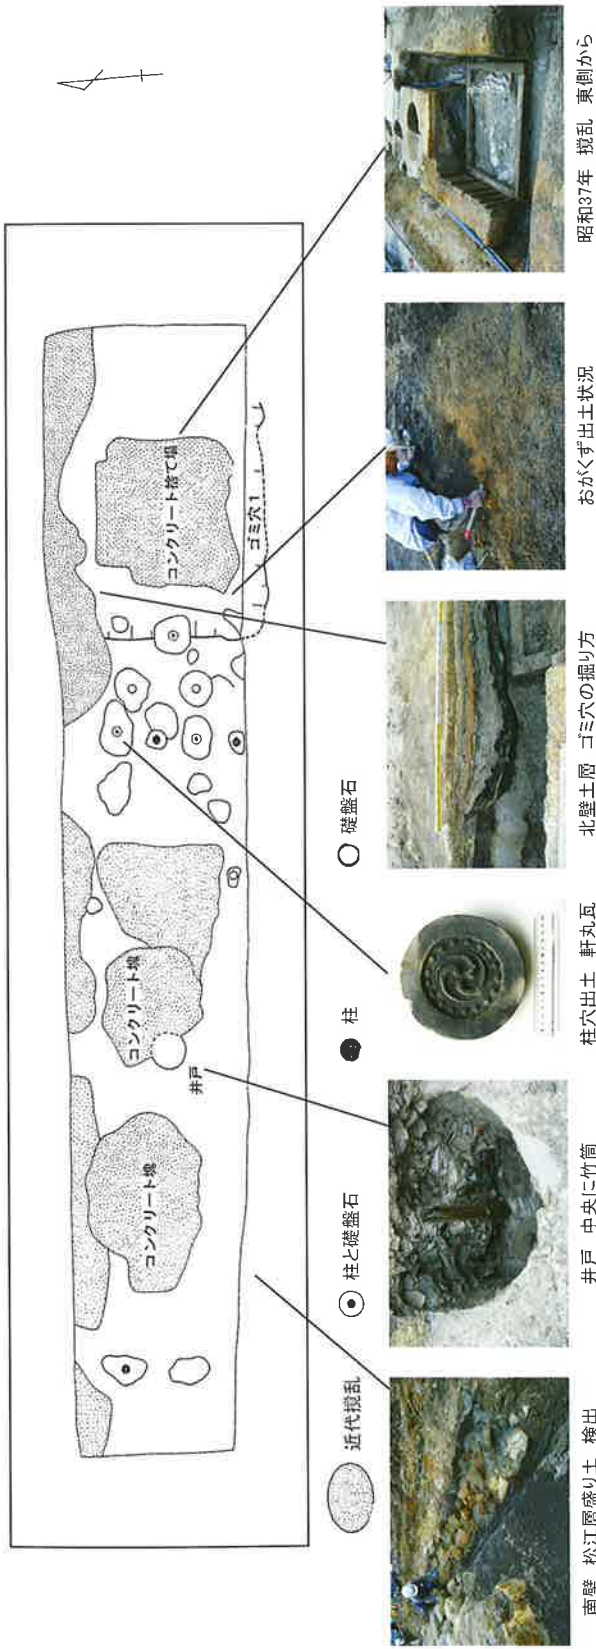 コンクリート塊
井戸
コンクリート塊
コンクリート捨て場
ゴミ穴1
近代撹乱
柱と礎盤石
柱
礎盤石
南壁 松江層盛り土 検出
井戸 中央に竹筒
柱穴出土 軒丸瓦
北壁土層 ゴミ穴の掘り方
おがくず出土状況
昭和37年 撹乱 東側から